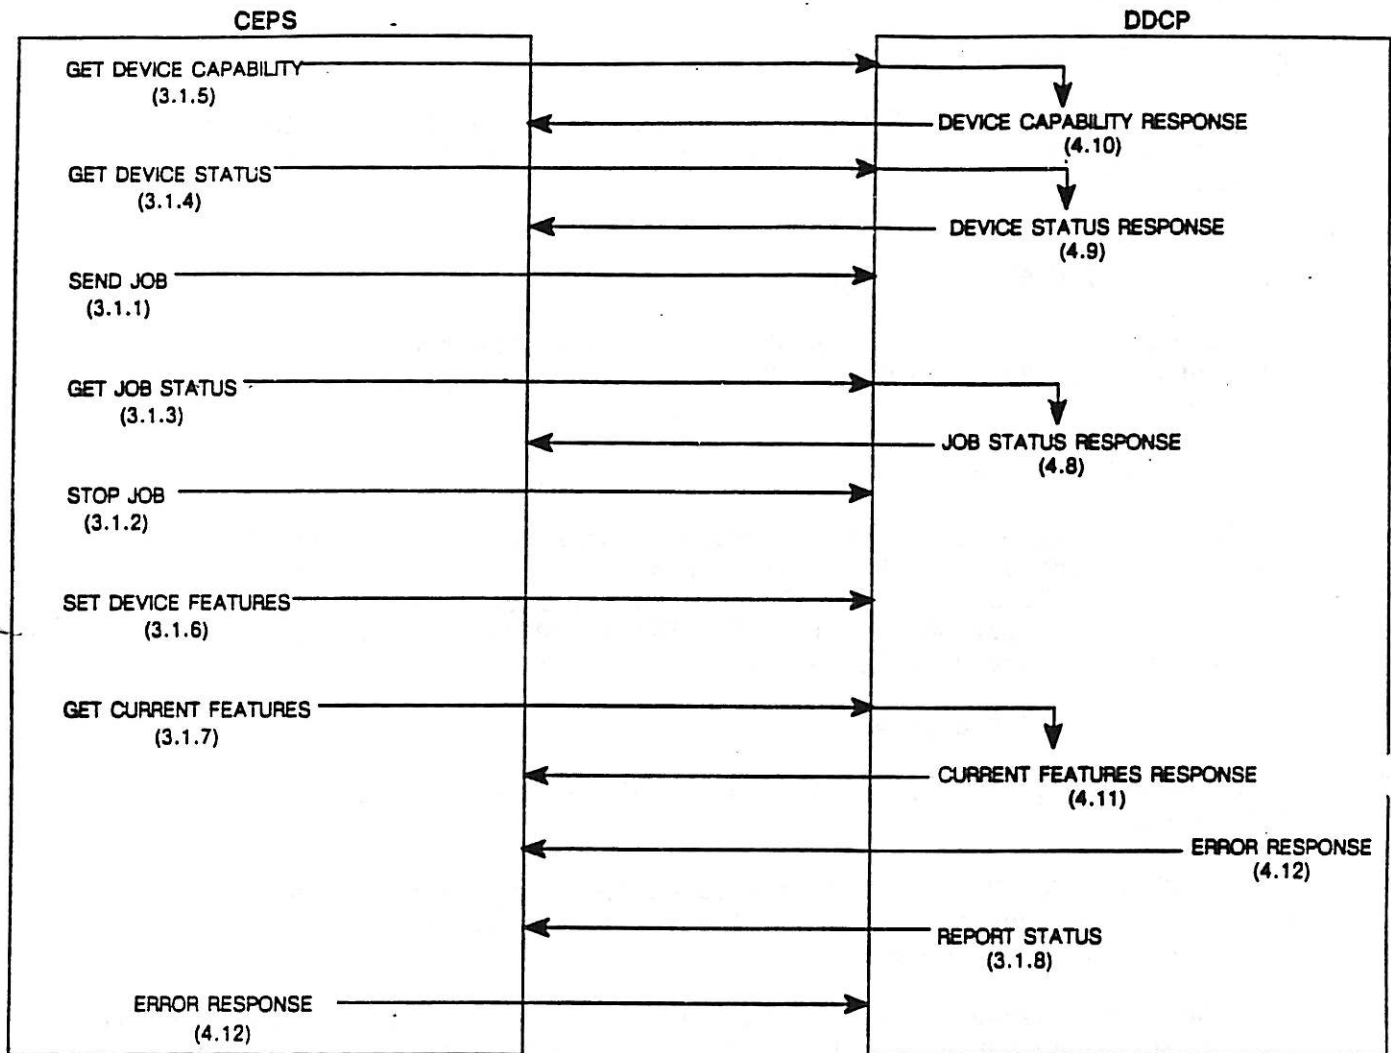 CEPS
DDCP
GET DEVICE CAPABILITY
(3.1.5)
DEVICE CAPABILITY RESPONSE
(4.10)
GET DEVICE STATUS
(3.1.4)
DEVICE STATUS RESPONSE
(4.9)
SEND JOB
(3.1.1)
GET JOB STATUS
(3.1.3)
JOB STATUS RESPONSE
(4.8)
STOP JOB
(3.1.2)
SET DEVICE FEATURES
(3.1.6)
GET CURRENT FEATURES
(3.1.7)
CURRENT FEATURES RESPONSE
(4.11)
ERROR RESPONSE
(4.12)
REPORT STATUS
(3.1.8)
ERROR RESPONSE
(4.12)